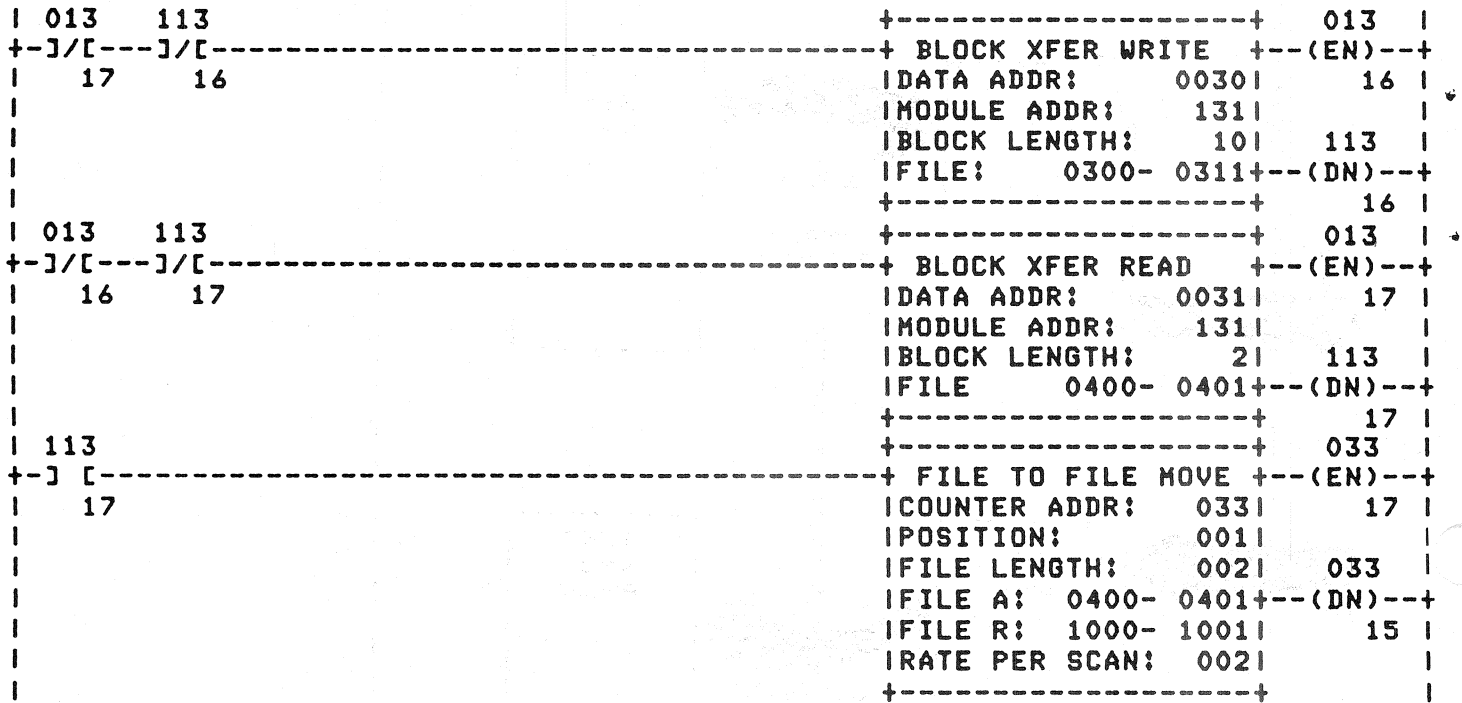 | 013   113                                              +--------------------+   013  |
+-]/[---]/[----------------------------------------------+ BLOCK XFER WRITE   +--(EN)--+
|   17    16                                             |DATA ADDR:      0030|     16 |
|                                                        |MODULE ADDR:     131|        |
|                                                        |BLOCK LENGTH:     10|   113  |
|                                                        |FILE:     0300- 0311+--(DN)--+
|                                                        +--------------------+     16 |
| 013   113                                              +--------------------+   013  |
+-]/[---]/[----------------------------------------------+ BLOCK XFER READ    +--(EN)--+
|   16    17                                             |DATA ADDR:      0031|     17 |
|                                                        |MODULE ADDR:     131|        |
|                                                        |BLOCK LENGTH:      2|   113  |
|                                                        |FILE      0400- 0401+--(DN)--+
|                                                        +--------------------+     17 |
| 113                                                    +--------------------+   033  |
+-] [----------------------------------------------------+ FILE TO FILE MOVE  +--(EN)--+
|   17                                                   |COUNTER ADDR:    033|     17 |
|                                                        |POSITION:        001|        |
|                                                        |FILE LENGTH:     002|   033  |
|                                                        |FILE A:   0400- 0401+--(DN)--+
|                                                        |FILE R:   1000- 1001|     15 |
|                                                        |RATE PER SCAN:   002|        |
|                                                        +--------------------+        |